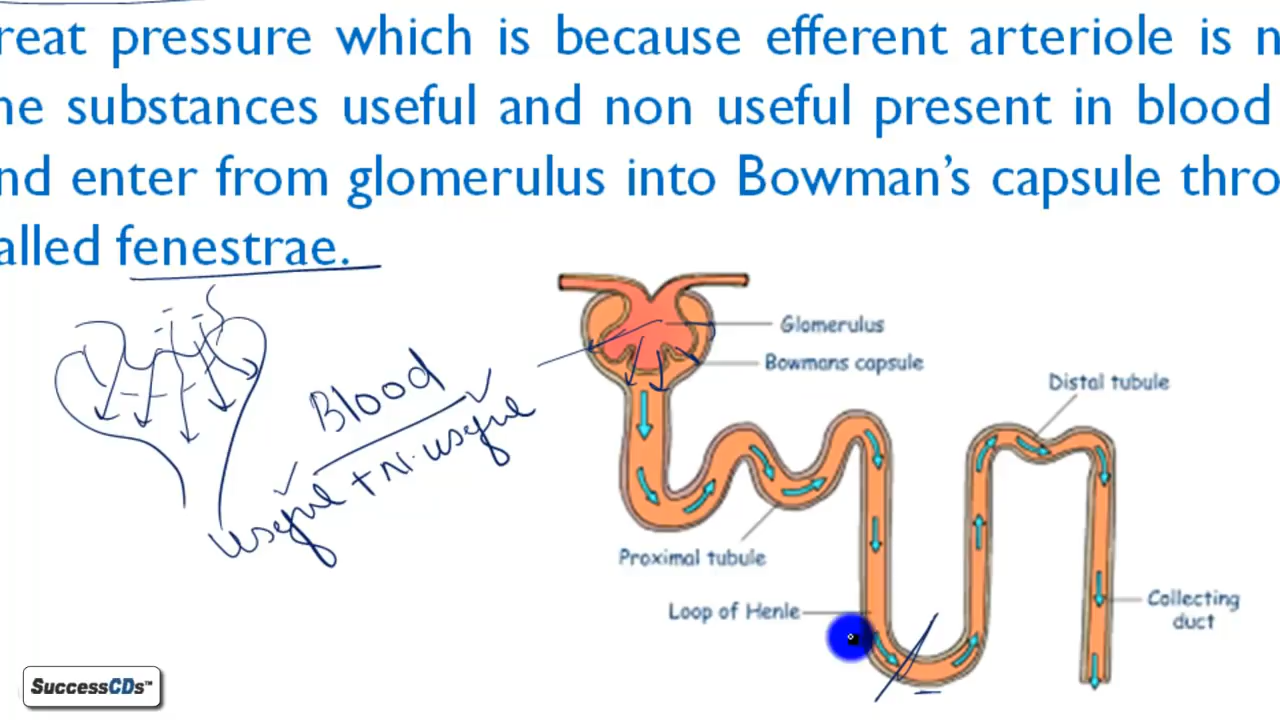 reat pressure which is because efferent arteriole is n
he substances useful and non useful present in blood
nd enter from glomerulus into Bowman's capsule thro
alled fenestrae.
Glomerulus
Bowmans capsule
Distal tubule
Blood
useful + N. useful
Proximal tubule
Loop of Henle
Collecting
duct
SuccessCDs™